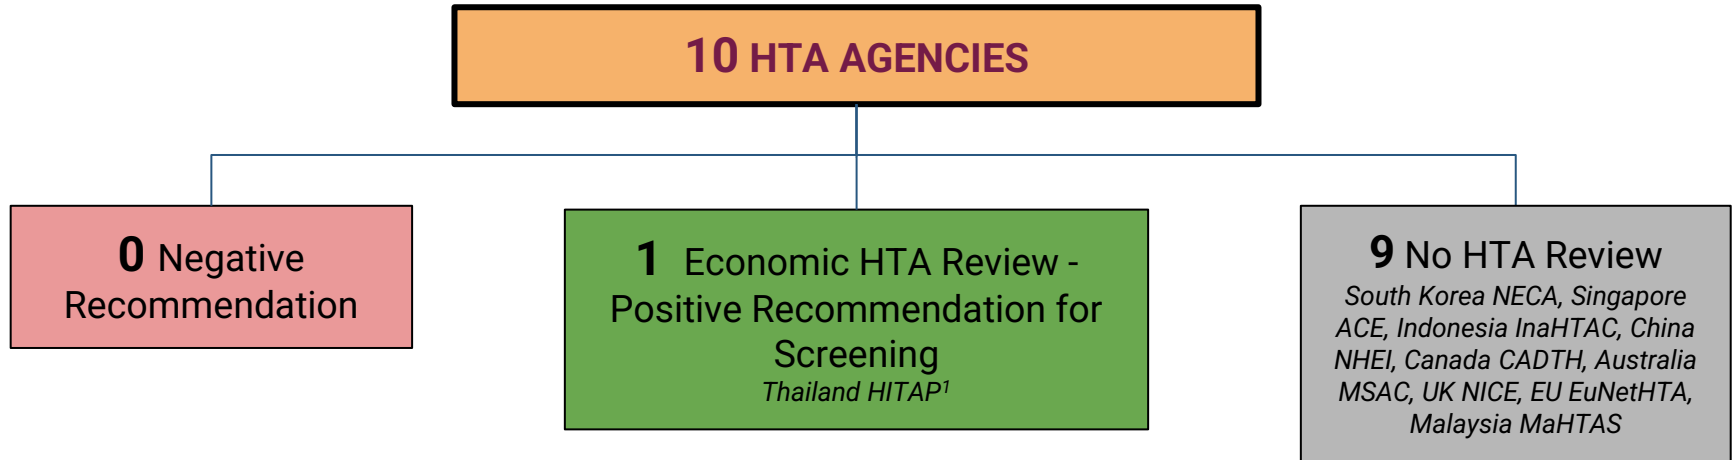 10 HTA AGENCIES
0 Negative
Recommendation
1 Economic HTA Review -
Positive Recommendation for
Screening
Thailand HITAP¹
9 No HTA Review
South Korea NECA, Singapore
ACE, Indonesia InaHTAC, China
NHEI, Canada CADTH, Australia
MSAC, UK NICE, EU EuNetHTA,
Malaysia MaHTAS